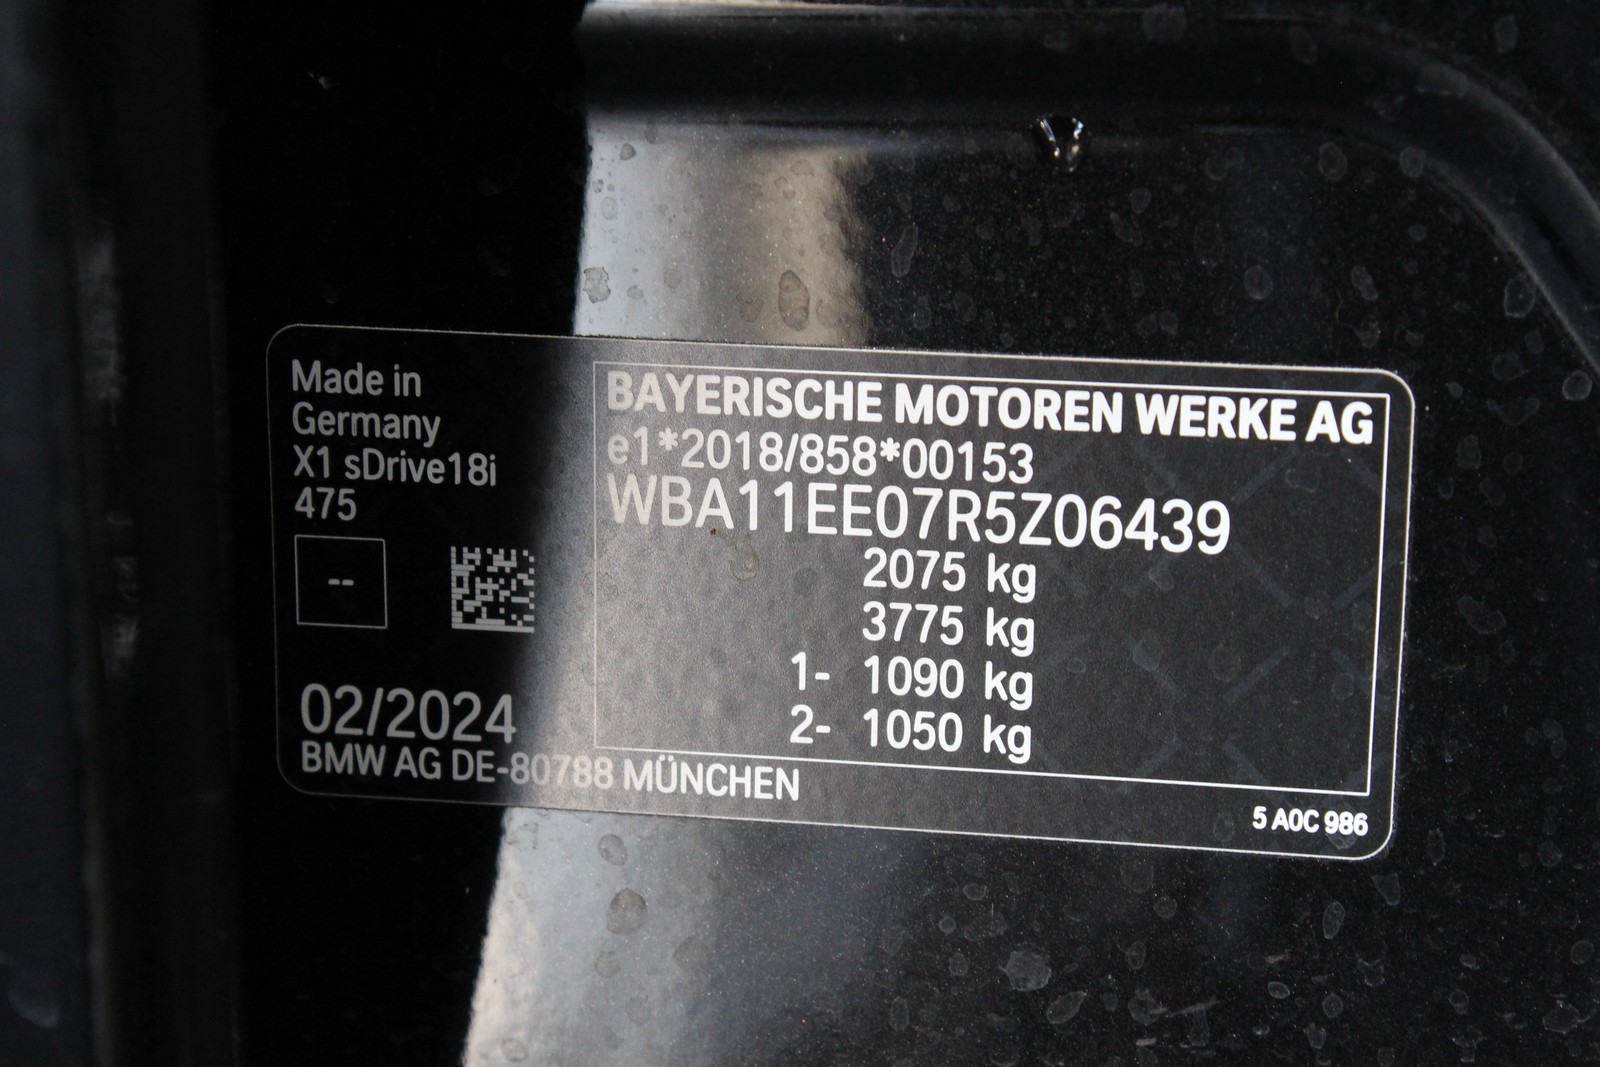 Made in
Germany
X1 sDrive18i
475
--
02/2024
BMW AG DE-80788 MÜNCHEN
BAYERISCHE MOTOREN WERKE AG
e1*2018/858*00153
WBA11EE07R5Z06439
2075 kg
3775 kg
1- 1090 kg
2- 1050 kg
5 A0C 986